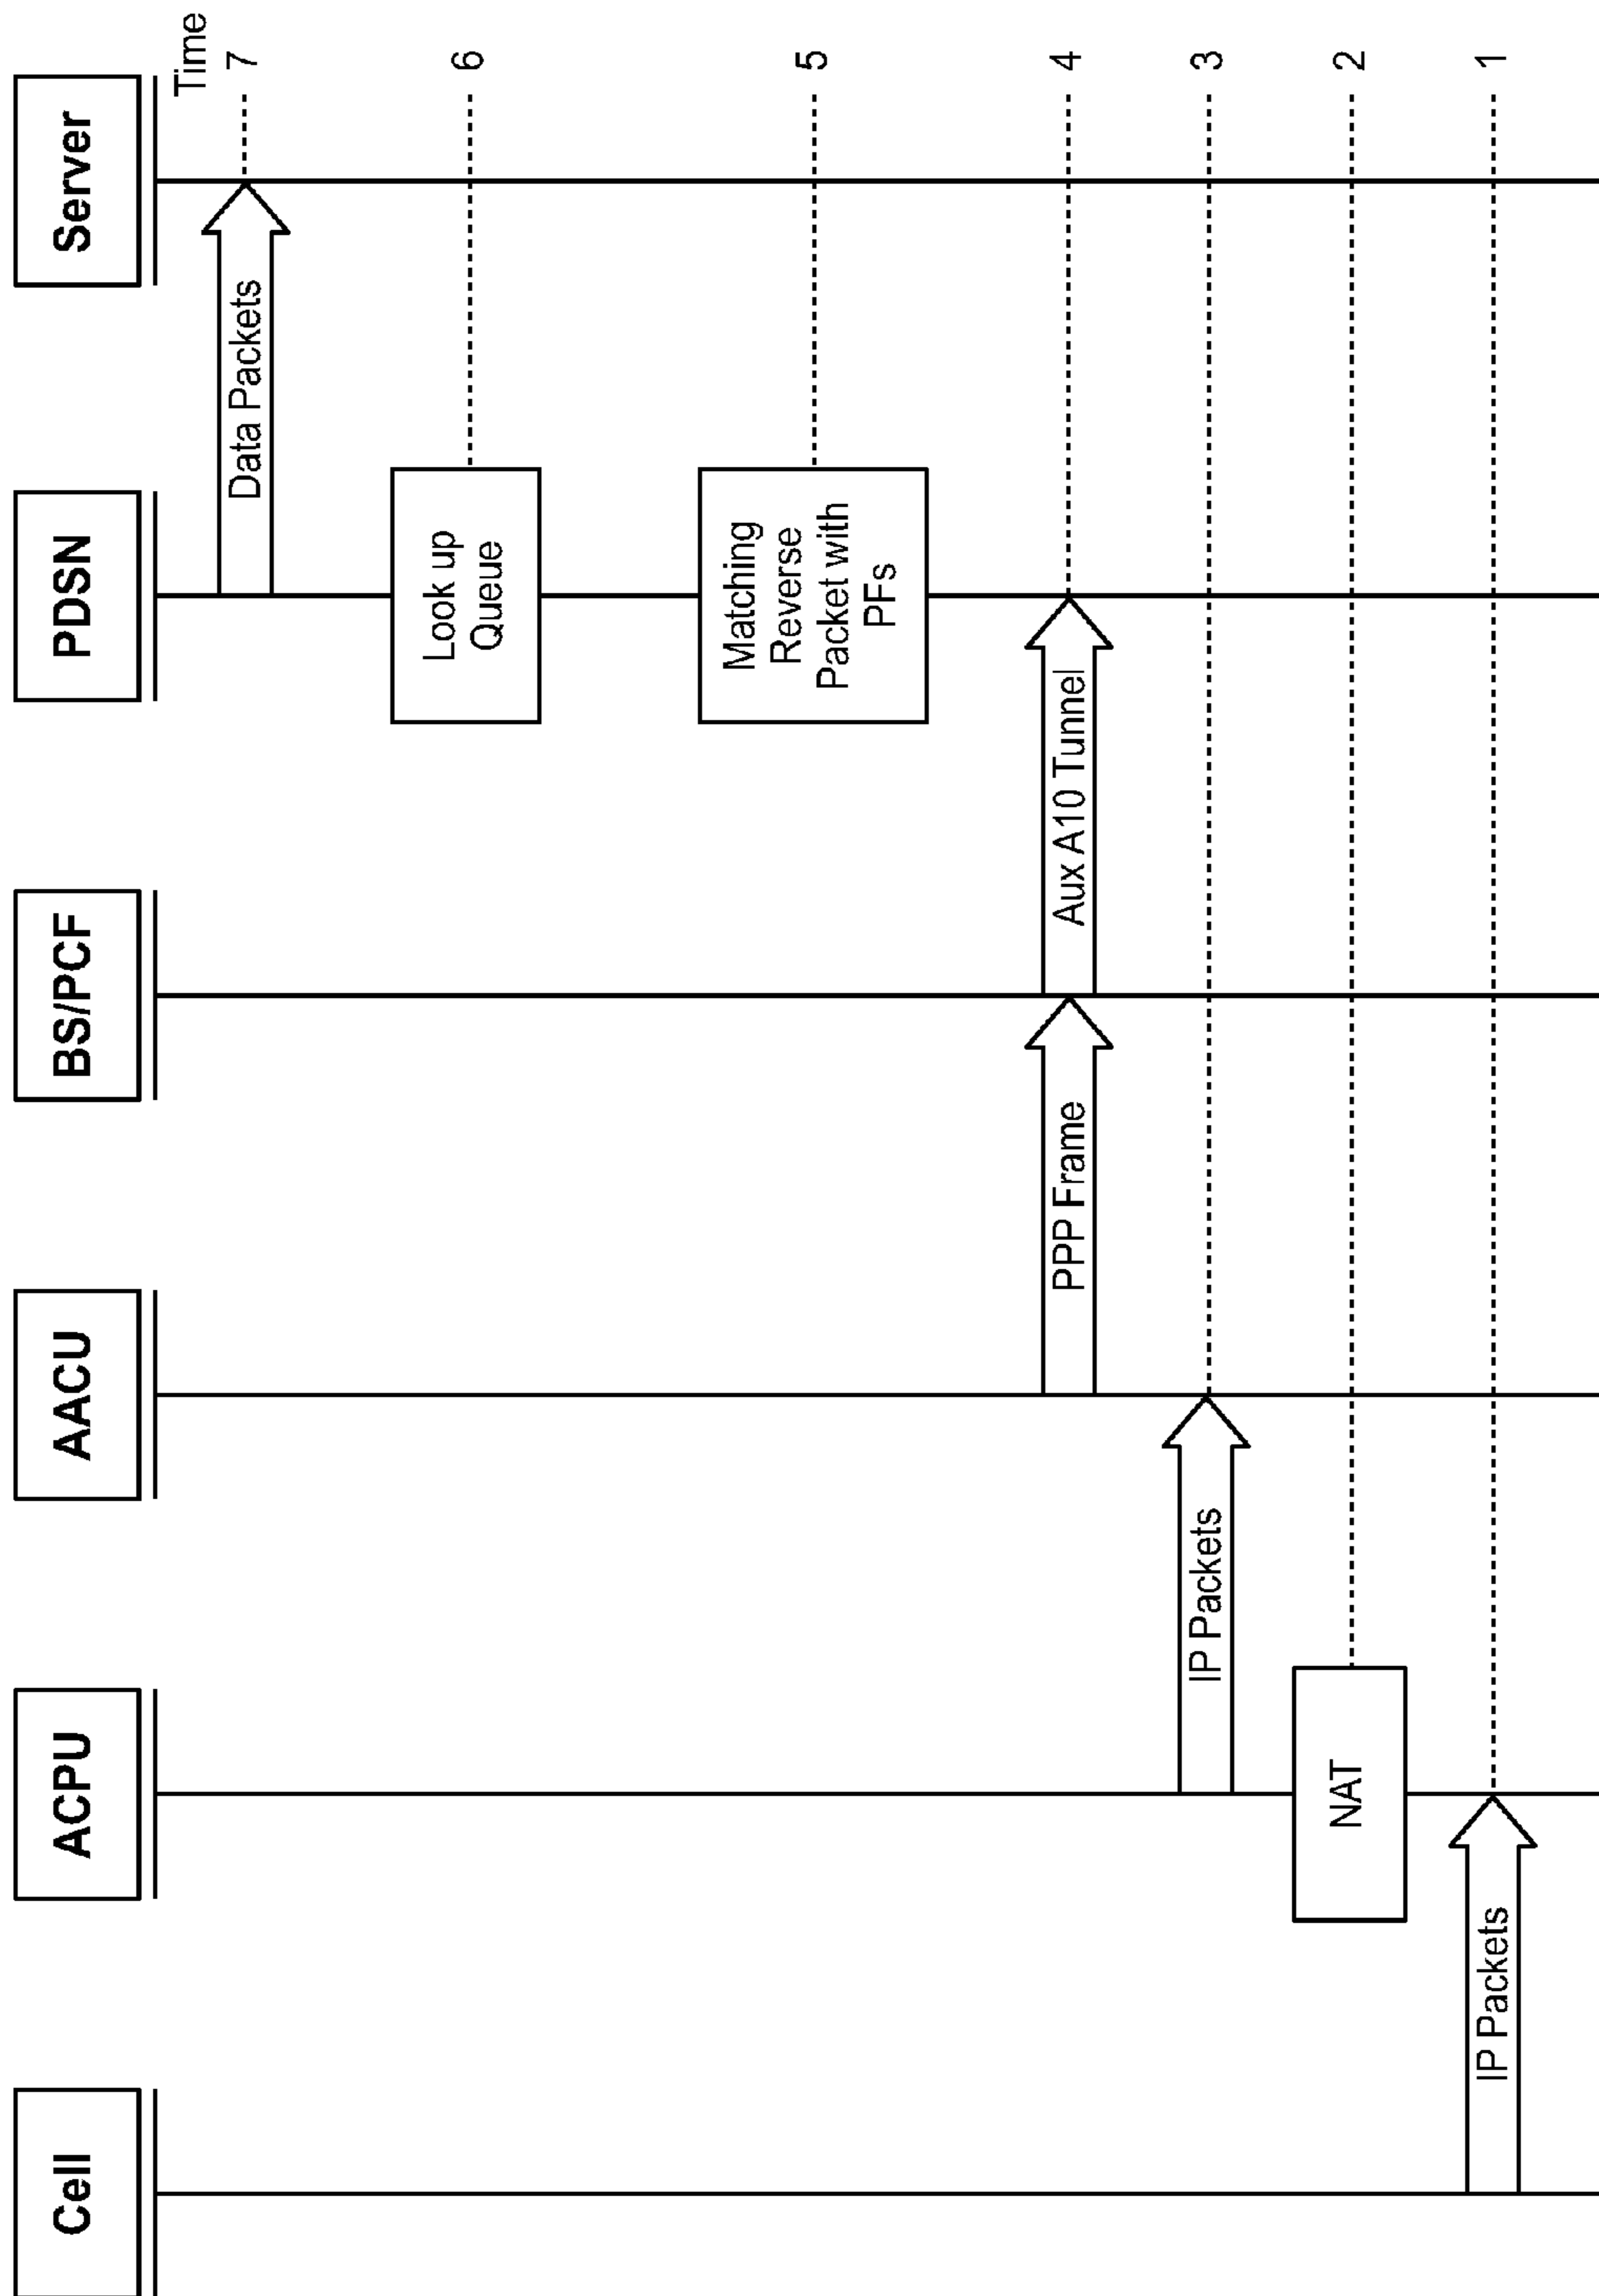 Cell
ACPU
AACU
BS/PCF
PDSN
Server
Time
7
Data Packets
6
Look up
Queue
5
Matching
Reverse
Packet with
PFs
4
PPP Frame
Aux A10 Tunnel
3
IP Packets
2
NAT
1
IP Packets